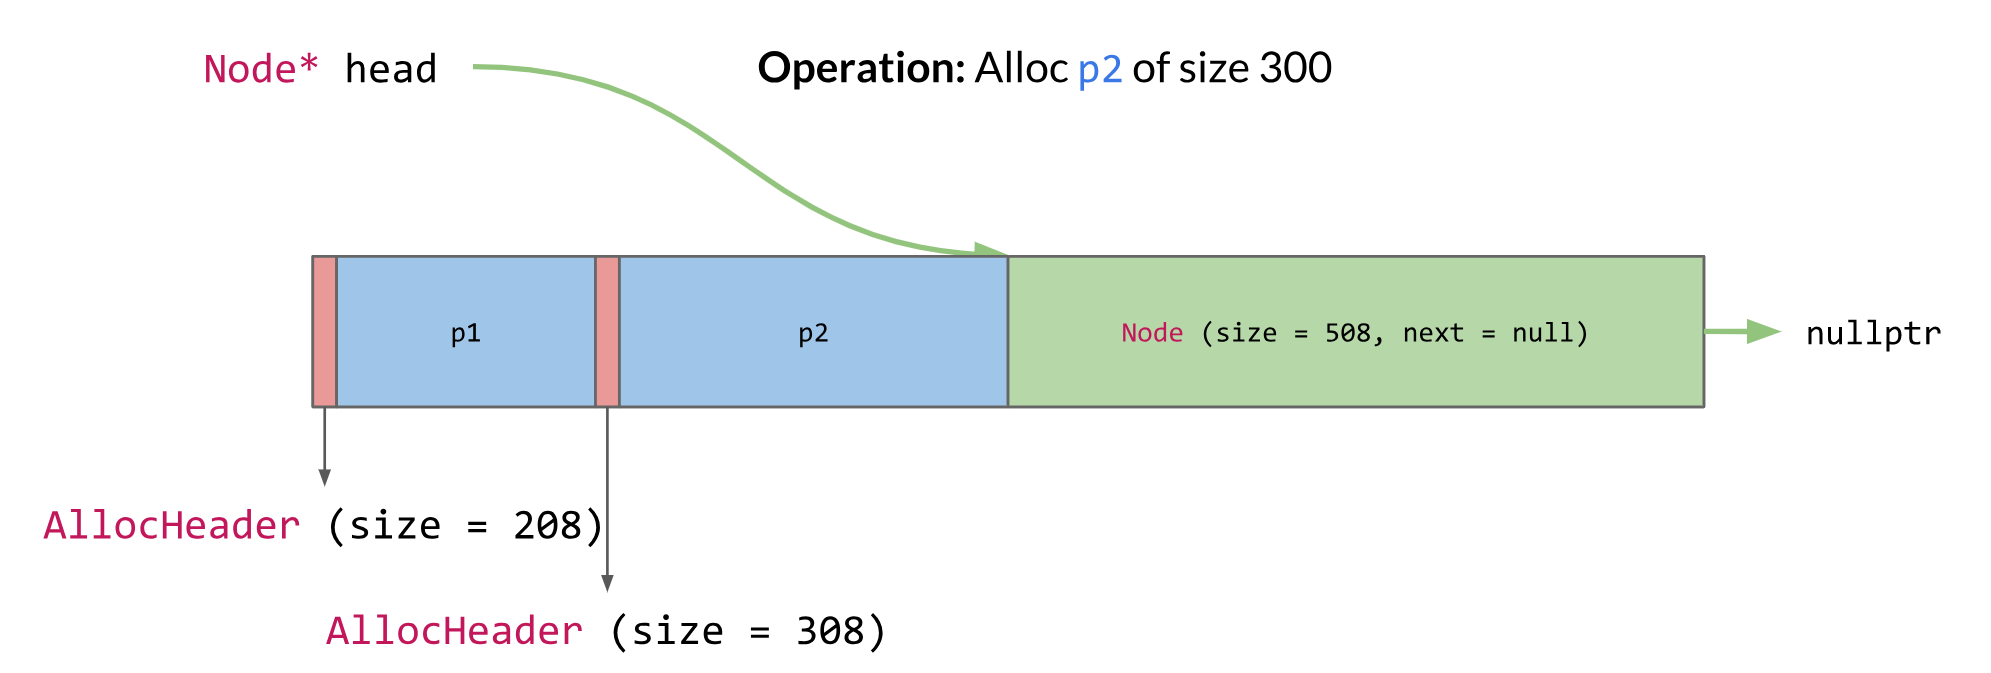 Node* head
Operation: Alloc p2 of size 300
p1
p2
Node (size = 508, next = null)
nullptr
AllocHeader (size = 208)
AllocHeader (size = 308)